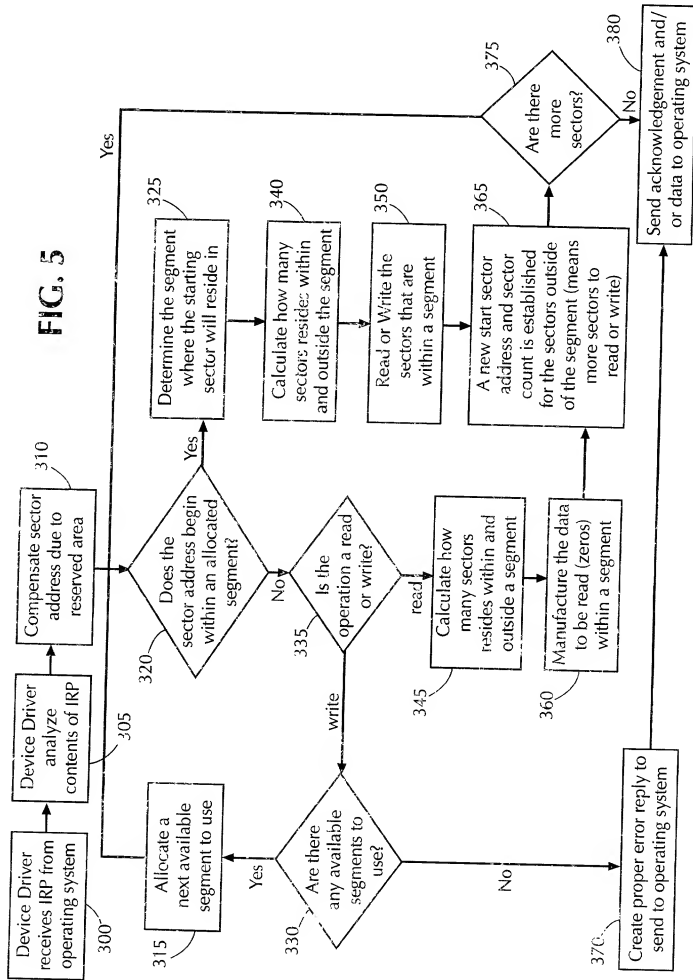 FIG. 5
Device Driver
receives IRP from
operating system
300
Device Driver
analyze
contents of IRP
305
Compensate sector
address due to
reserved area
310
Allocate a
next available
segment to use
315
Does the
sector address begin
within an allocated
segment?
320
Yes
No
Determine the segment
where the starting
sector will reside in
325
Yes
Are there
any available
segments to
use?
330
Yes
No
Is the
operation a read
or write?
335
write
read
Calculate how many
sectors resides within
and outside the segment
340
Calculate how
many sectors
resides within and
outside a segment
345
Read or Write the
sectors that are
within a segment
350
Manufacture the data
to be read (zeros)
within a segment
360
A new start sector
address and sector
count is established
for the sectors outside
of the segment (means
more sectors to
read or write)
365
Create proper error reply to
send to operating system
370
Are there
more
sectors?
375
No
Send acknowledgement and/
or data to operating system
380